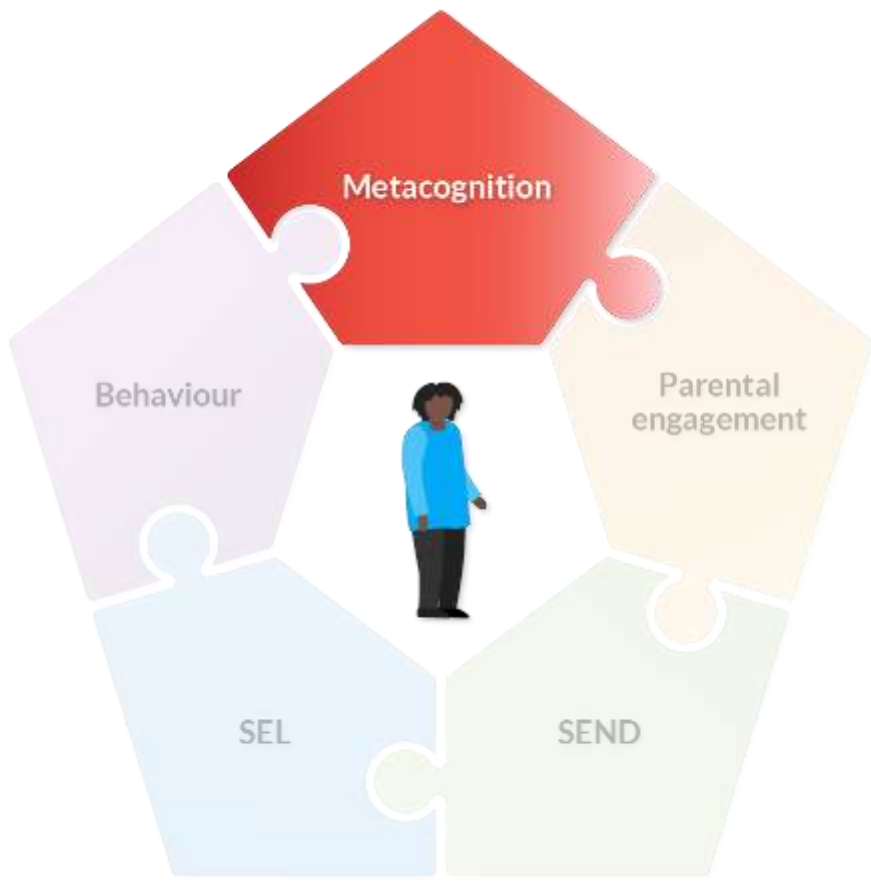 Metacognition
Behaviour
Parental
engagement
SEL
SEND